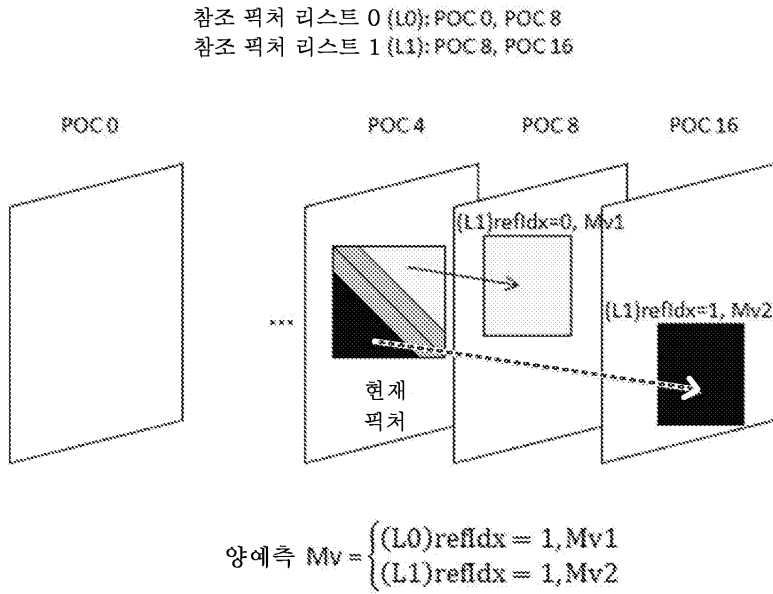 참조 픽처 리스트 0 (L0): POC 0, POC 8
참조 픽처 리스트 1 (L1): POC 8, POC 16
POC 0
POC 4
POC 8
POC 16
(L1)refIdx=0, Mv1
(L1)refIdx=1, Mv2
...
현재
픽처
양예측 Mv = {(L0)refIdx = 1, Mv1
(L1)refIdx = 1, Mv2